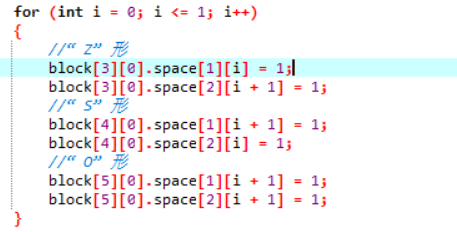 for (int i = 0; i <= 1; i++)
{
//“ Z” 形
block[3][0].space[1][i] = 1;
block[3][0].space[2][i + 1] = 1;
//“ S” 形
block[4][0].space[1][i + 1] = 1;
block[4][0].space[2][i] = 1;
//“ O” 形
block[5][0].space[1][i + 1] = 1;
block[5][0].space[2][i + 1] = 1;
}